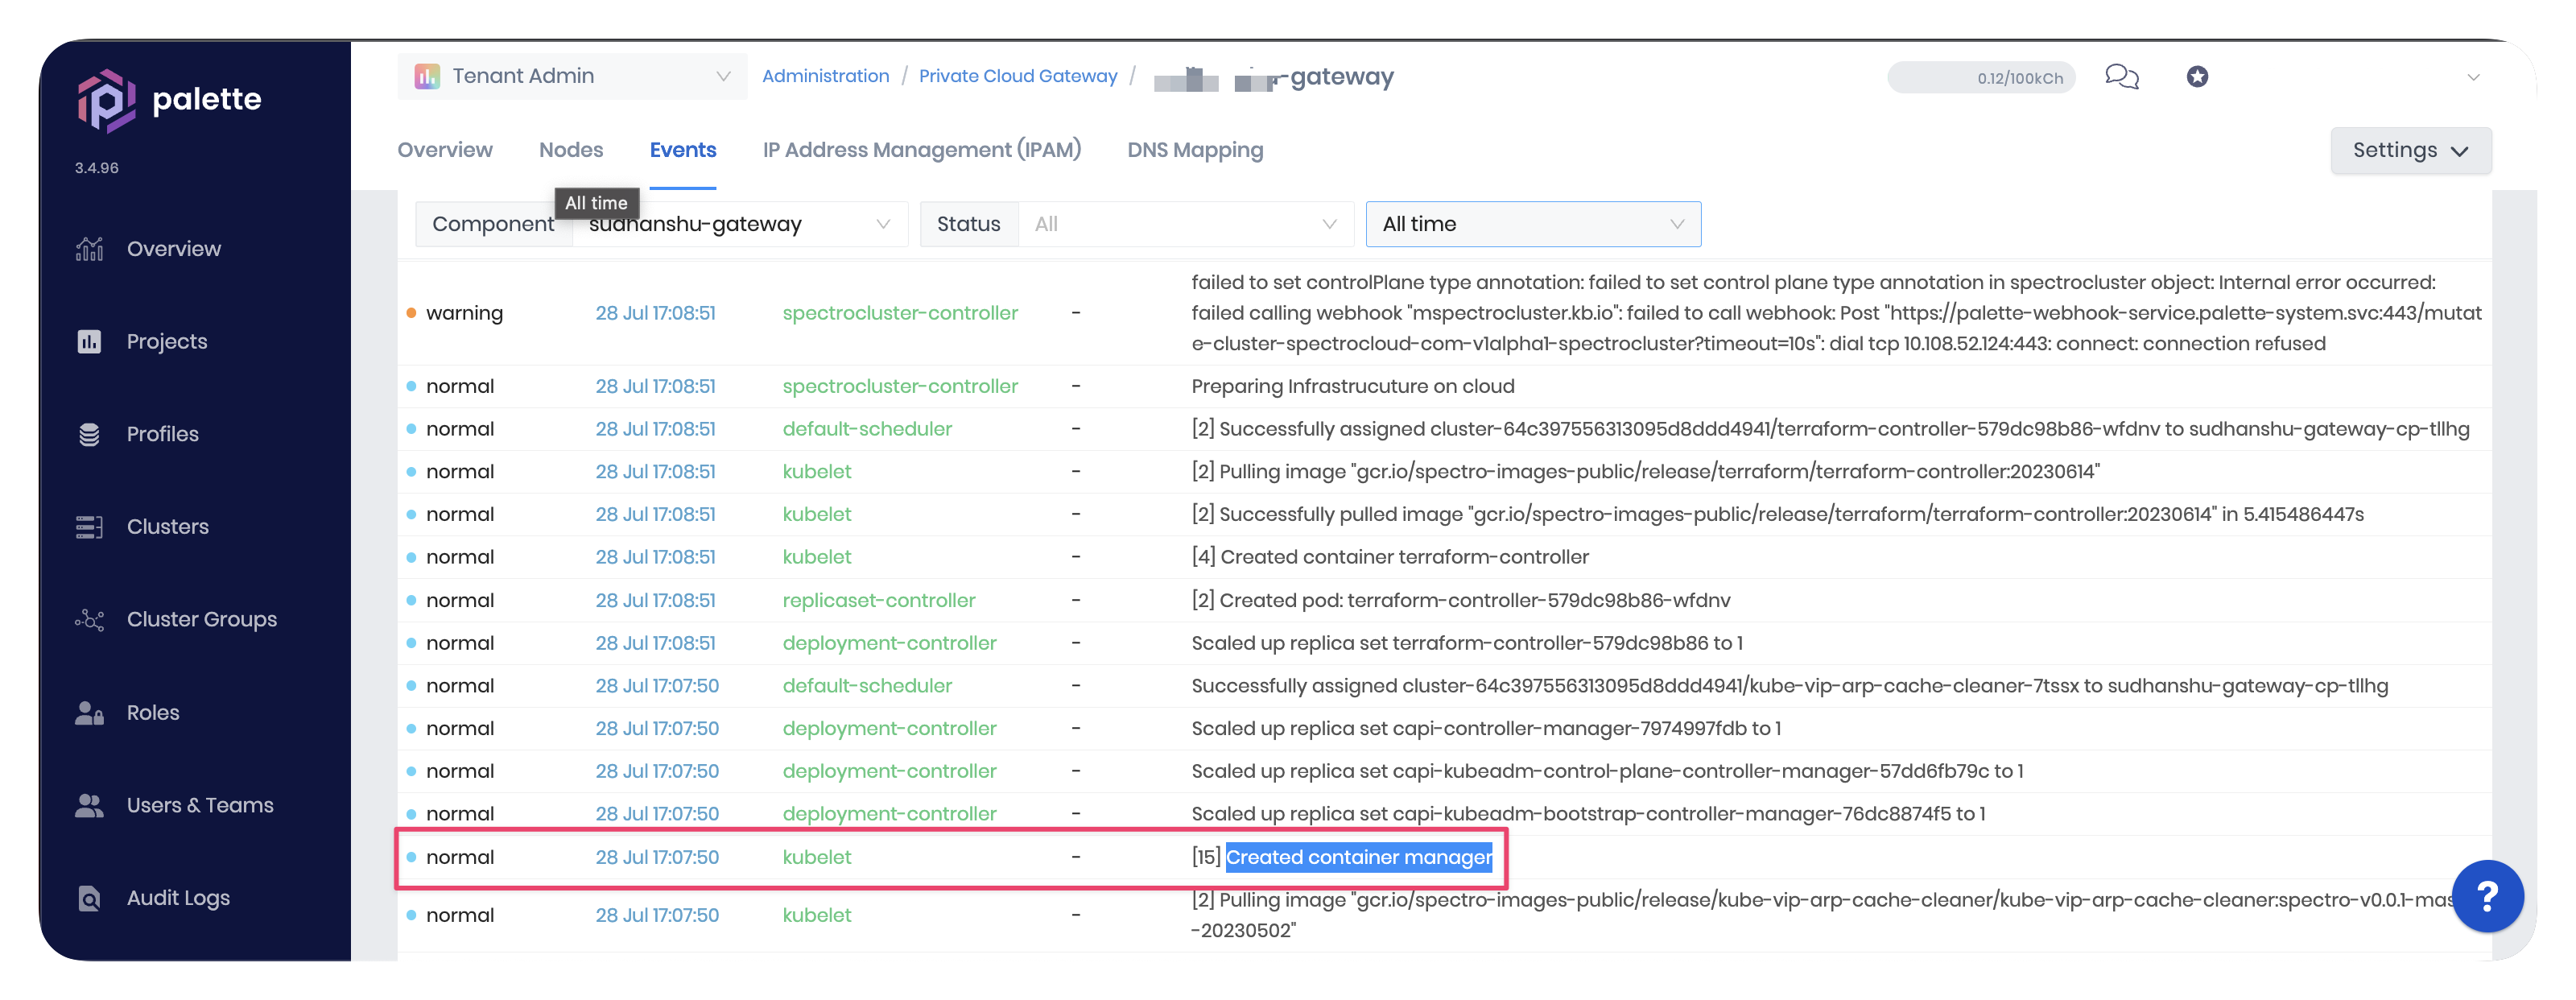 palette
3.4.96
Overview
Projects
Profiles
Clusters
Cluster Groups
Roles
Users & Teams
Audit Logs
Tenant Admin
Administration / Private Cloud Gateway / -gateway
0.12/100kCh
Overview Nodes Events IP Address Management (IPAM) DNS Mapping
Settings
All time
Component sudhanshu-gateway Status All All time
failed to set controlPlane type annotation: failed to set control plane type annotation in spectrocluster object: Internal error occurred:
warning 28 Jul 17:08:51 spectrocluster-controller - failed calling webhook "mspectrocluster.kb.io": failed to call webhook: Post "https://palette-webhook-service.palette-system.svc:443/mutat
e-cluster-spectrocloud-com-v1alpha1-spectrocluster?timeout=10s": dial tcp 10.108.52.124:443: connect: connection refused
normal 28 Jul 17:08:51 spectrocluster-controller - Preparing Infrastrucuture on cloud
normal 28 Jul 17:08:51 default-scheduler - [2] Successfully assigned cluster-64c397556313095d8ddd4941/terraform-controller-579dc98b86-wfdnv to sudhanshu-gateway-cp-tllhg
normal 28 Jul 17:08:51 kubelet - [2] Pulling image "gcr.io/spectro-images-public/release/terraform/terraform-controller:20230614"
normal 28 Jul 17:08:51 kubelet - [2] Successfully pulled image "gcr.io/spectro-images-public/release/terraform/terraform-controller:20230614" in 5.415486447s
normal 28 Jul 17:08:51 kubelet - [4] Created container terraform-controller
normal 28 Jul 17:08:51 replicaset-controller - [2] Created pod: terraform-controller-579dc98b86-wfdnv
normal 28 Jul 17:08:51 deployment-controller - Scaled up replica set terraform-controller-579dc98b86 to 1
normal 28 Jul 17:07:50 default-scheduler - Successfully assigned cluster-64c397556313095d8ddd4941/kube-vip-arp-cache-cleaner-7tssx to sudhanshu-gateway-cp-tllhg
normal 28 Jul 17:07:50 deployment-controller - Scaled up replica set capi-controller-manager-7974997fdb to 1
normal 28 Jul 17:07:50 deployment-controller - Scaled up replica set capi-kubeadm-control-plane-controller-manager-57dd6fb79c to 1
normal 28 Jul 17:07:50 deployment-controller - Scaled up replica set capi-kubeadm-bootstrap-controller-manager-76dc8874f5 to 1
normal 28 Jul 17:07:50 kubelet - [15] Created container manager
normal 28 Jul 17:07:50 kubelet - [2] Pulling image "gcr.io/spectro-images-public/release/kube-vip-arp-cache-cleaner/kube-vip-arp-cache-cleaner:spectro-v0.0.1-mas
-20230502"
?